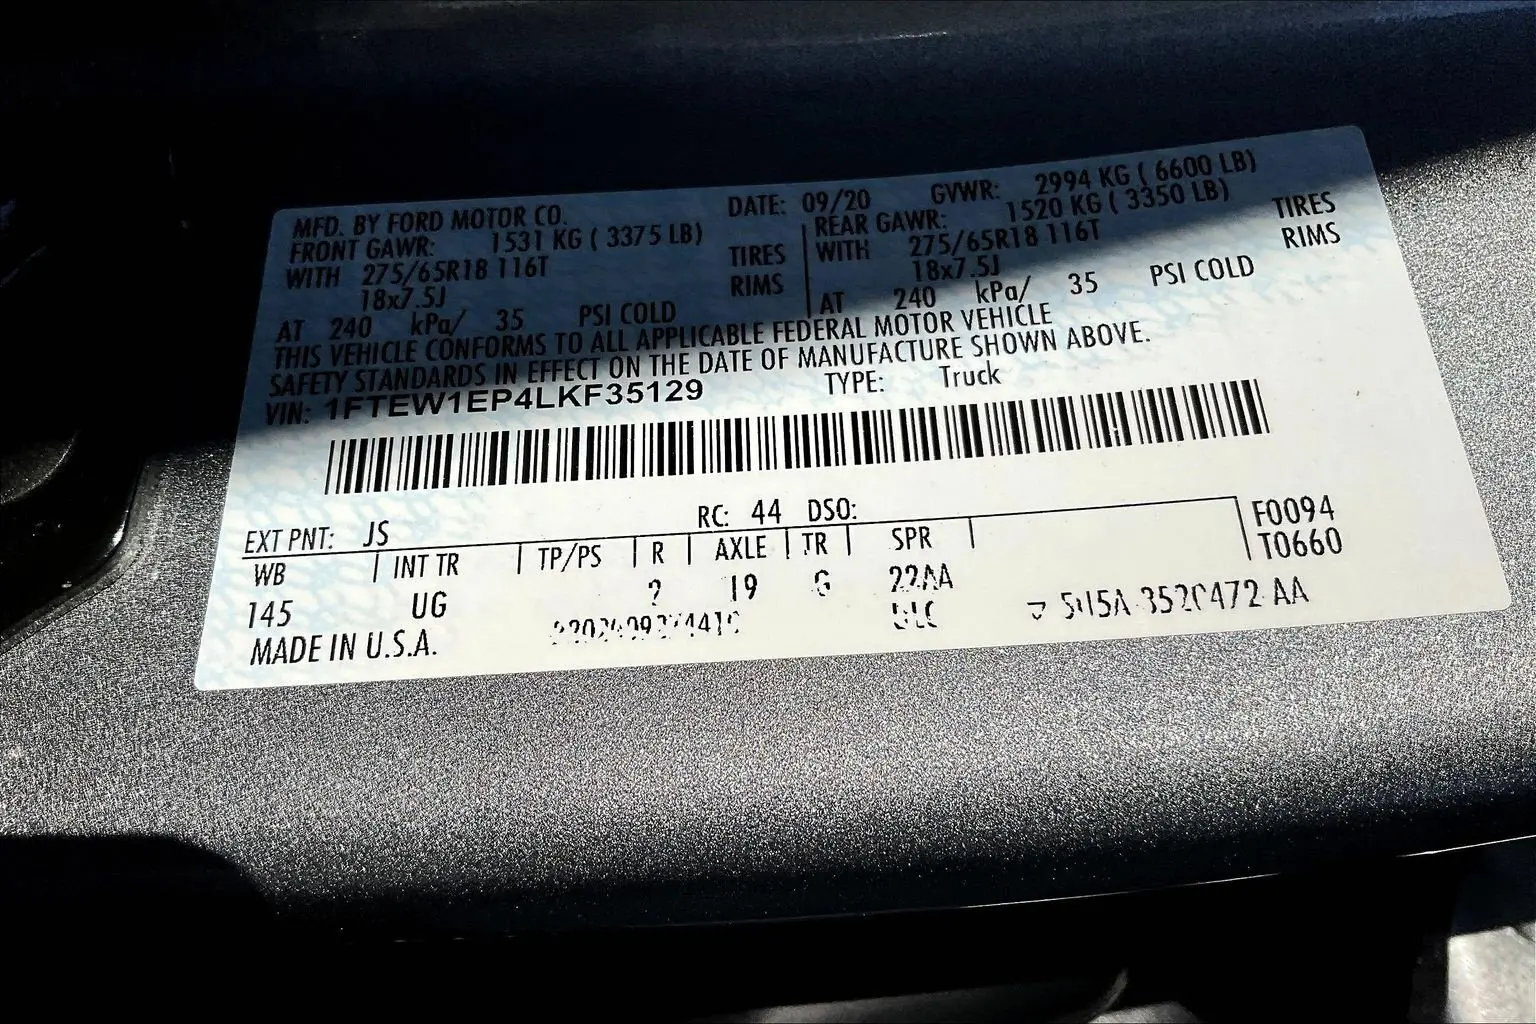 MFD. BY FORD MOTOR CO. DATE: 09/20 GVWR: 2994 KG ( 6600 LB)
FRONT GAWR: 1531 KG ( 3375 LB) REAR GAWR: 1520 KG ( 3350 LB)
WITH 275/65R18 116T TIRES WITH 275/65R18 116T TIRES
18x7.5J RIMS 18x7.5J RIMS
AT 240 kPa/ 35 PSI COLD AT 240 kPa/ 35 PSI COLD
THIS VEHICLE CONFORMS TO ALL APPLICABLE FEDERAL MOTOR VEHICLE
SAFETY STANDARDS IN EFFECT ON THE DATE OF MANUFACTURE SHOWN ABOVE.
VIN: 1FTEW1EP4LKF35129 TYPE: Truck
EXT PNT: JS RC: 44 DSO: F0094
WB INT TR TP/PS R AXLE TR SPR T0660
145 UG 2 19 G 22AA
MADE IN U.S.A. AA